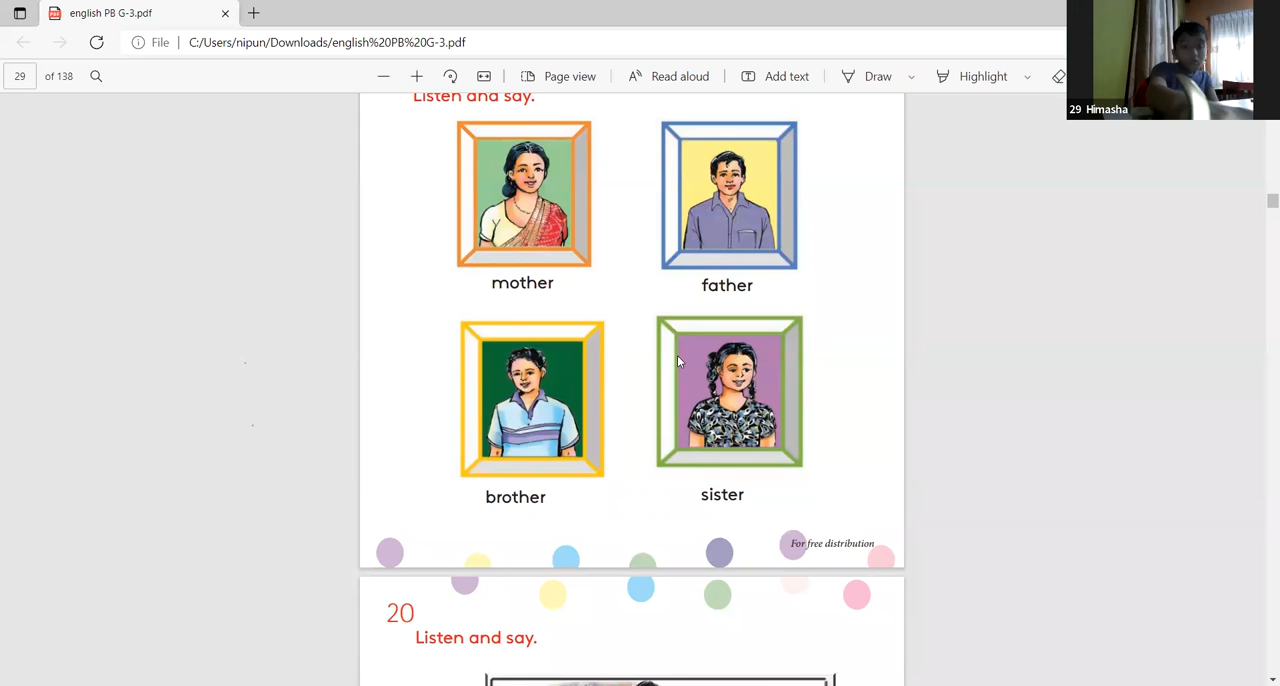 english PB G-3.pdf
File | C:/Users/nipun/Downloads/english%20PB%20G-3.pdf
29 of 138 Page view Read aloud Add text Draw Highlight
29 Himasha
Listen and say.
mother father
brother sister
For free distribution
20
Listen and say.